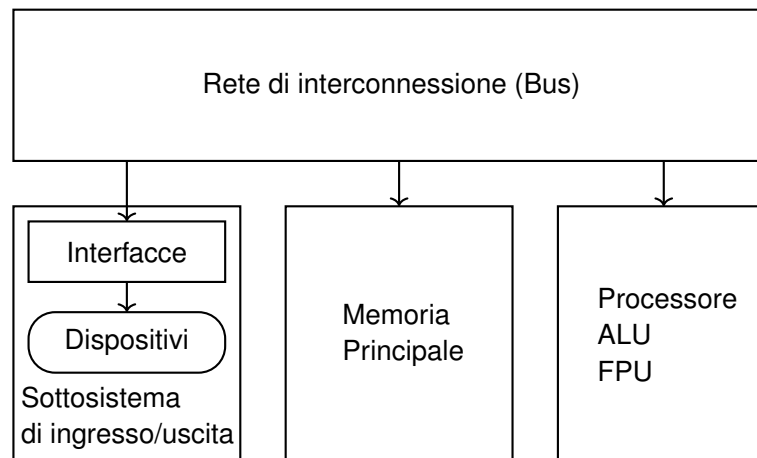 Rete di interconnessione (Bus)
Interfacce
Dispositivi
Sottosistema
di ingresso/uscita
Memoria
Principale
Processore
ALU
FPU